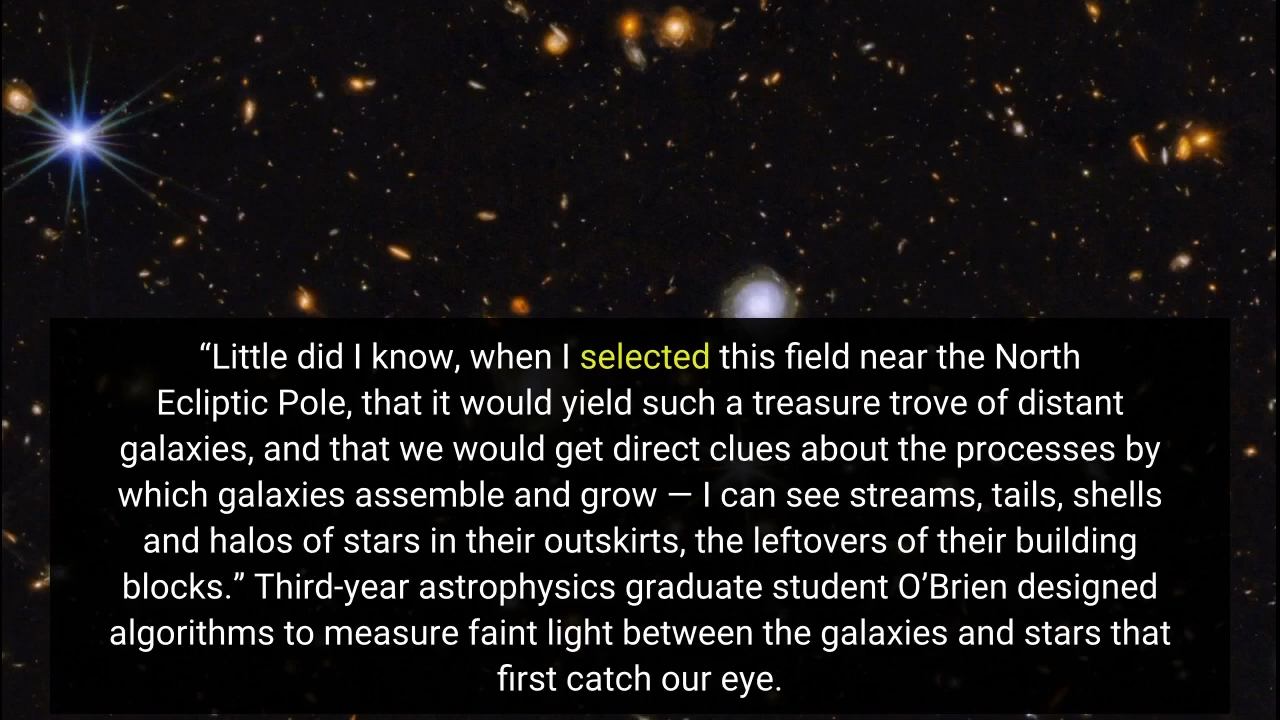 “Little did I know, when I selected this field near the North
Ecliptic Pole, that it would yield such a treasure trove of distant
galaxies, and that we would get direct clues about the processes by
which galaxies assemble and grow — I can see streams, tails, shells
and halos of stars in their outskirts, the leftovers of their building
blocks.” Third-year astrophysics graduate student O’Brien designed
algorithms to measure faint light between the galaxies and stars that
first catch our eye.